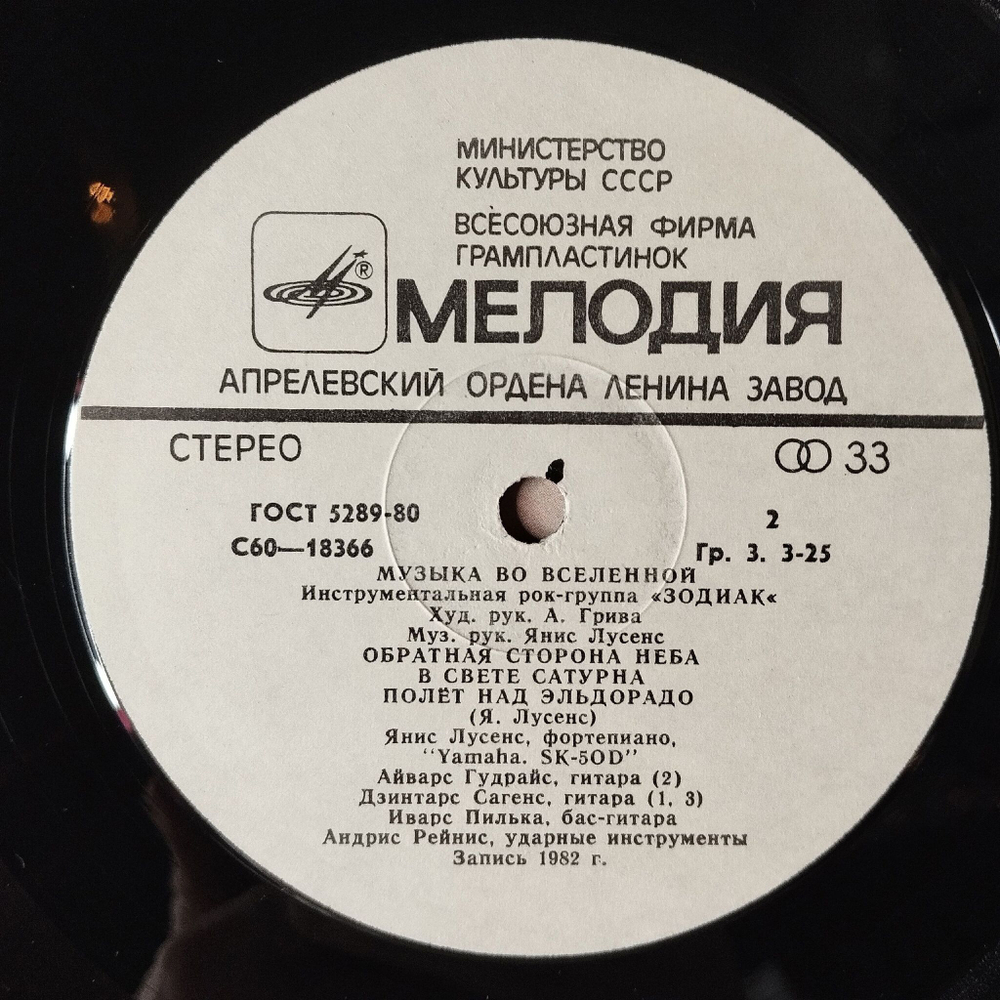 МИНИСТЕРСТВО
КУЛЬТУРЫ СССР
ВСЕСОЮЗНАЯ ФИРМА
ГРАМПЛАСТИНОК
®
МЕЛОДИЯ
АПРЕЛЕВСКИЙ ОРДЕНА ЛЕНИНА ЗАВОД
СТЕРЕО
33
ГОСТ 5289-80
2
С60—18366
Гр. 3. 3-25
МУЗЫКА ВО ВСЕЛЕННОЙ
Инструментальная рок-группа «ЗОДИАК«
Худ. рук. А. Грива
Муз. рук. Янис Лусенс
ОБРАТНАЯ СТОРОНА НЕБА
В СВЕТЕ САТУРНА
ПОЛЁТ НАД ЭЛЬДОРАДО
(Я. Лусенс)
Янис Лусенс, фортепиано,
“Yamaha. SK-5OD”
Айварс Гудрайс, гитара (2)
Дзинтарс Сагенс, гитара (1, 3)
Иварс Пилька, бас-гитара
Андрис Рейнис, ударные инструменты
Запись 1982 г.